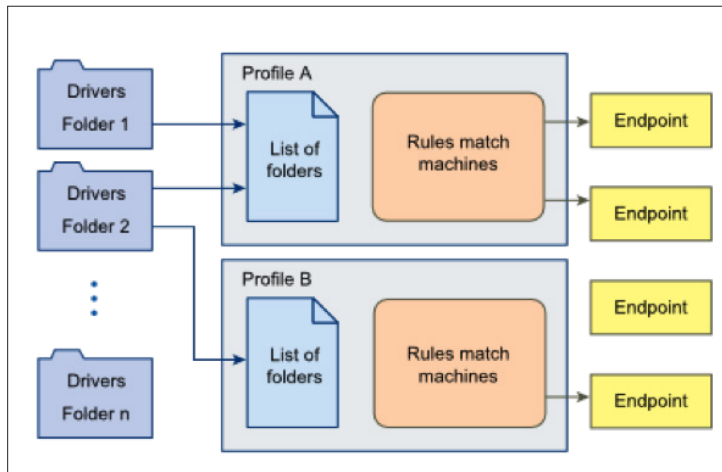 Drivers
Folder 1
Drivers
Folder 2
Drivers
Folder n
Profile A
List of
folders
Rules match
machines
Profile B
List of
folders
Rules match
machines
Endpoint
Endpoint
Endpoint
Endpoint